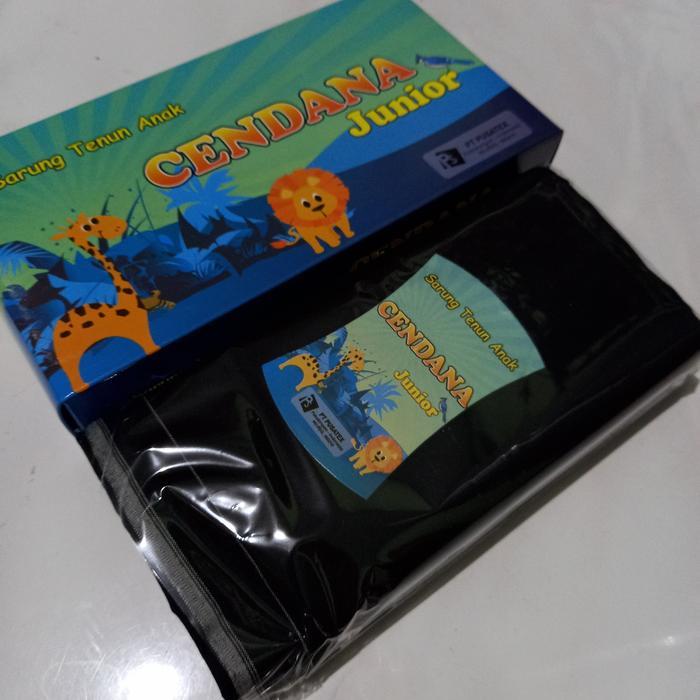 Sarung Tenun Anak
CENDANA
Junior
PT PUSATEX
Sarung Tenun Anak
CENDANA
Junior
PT PUSATEX